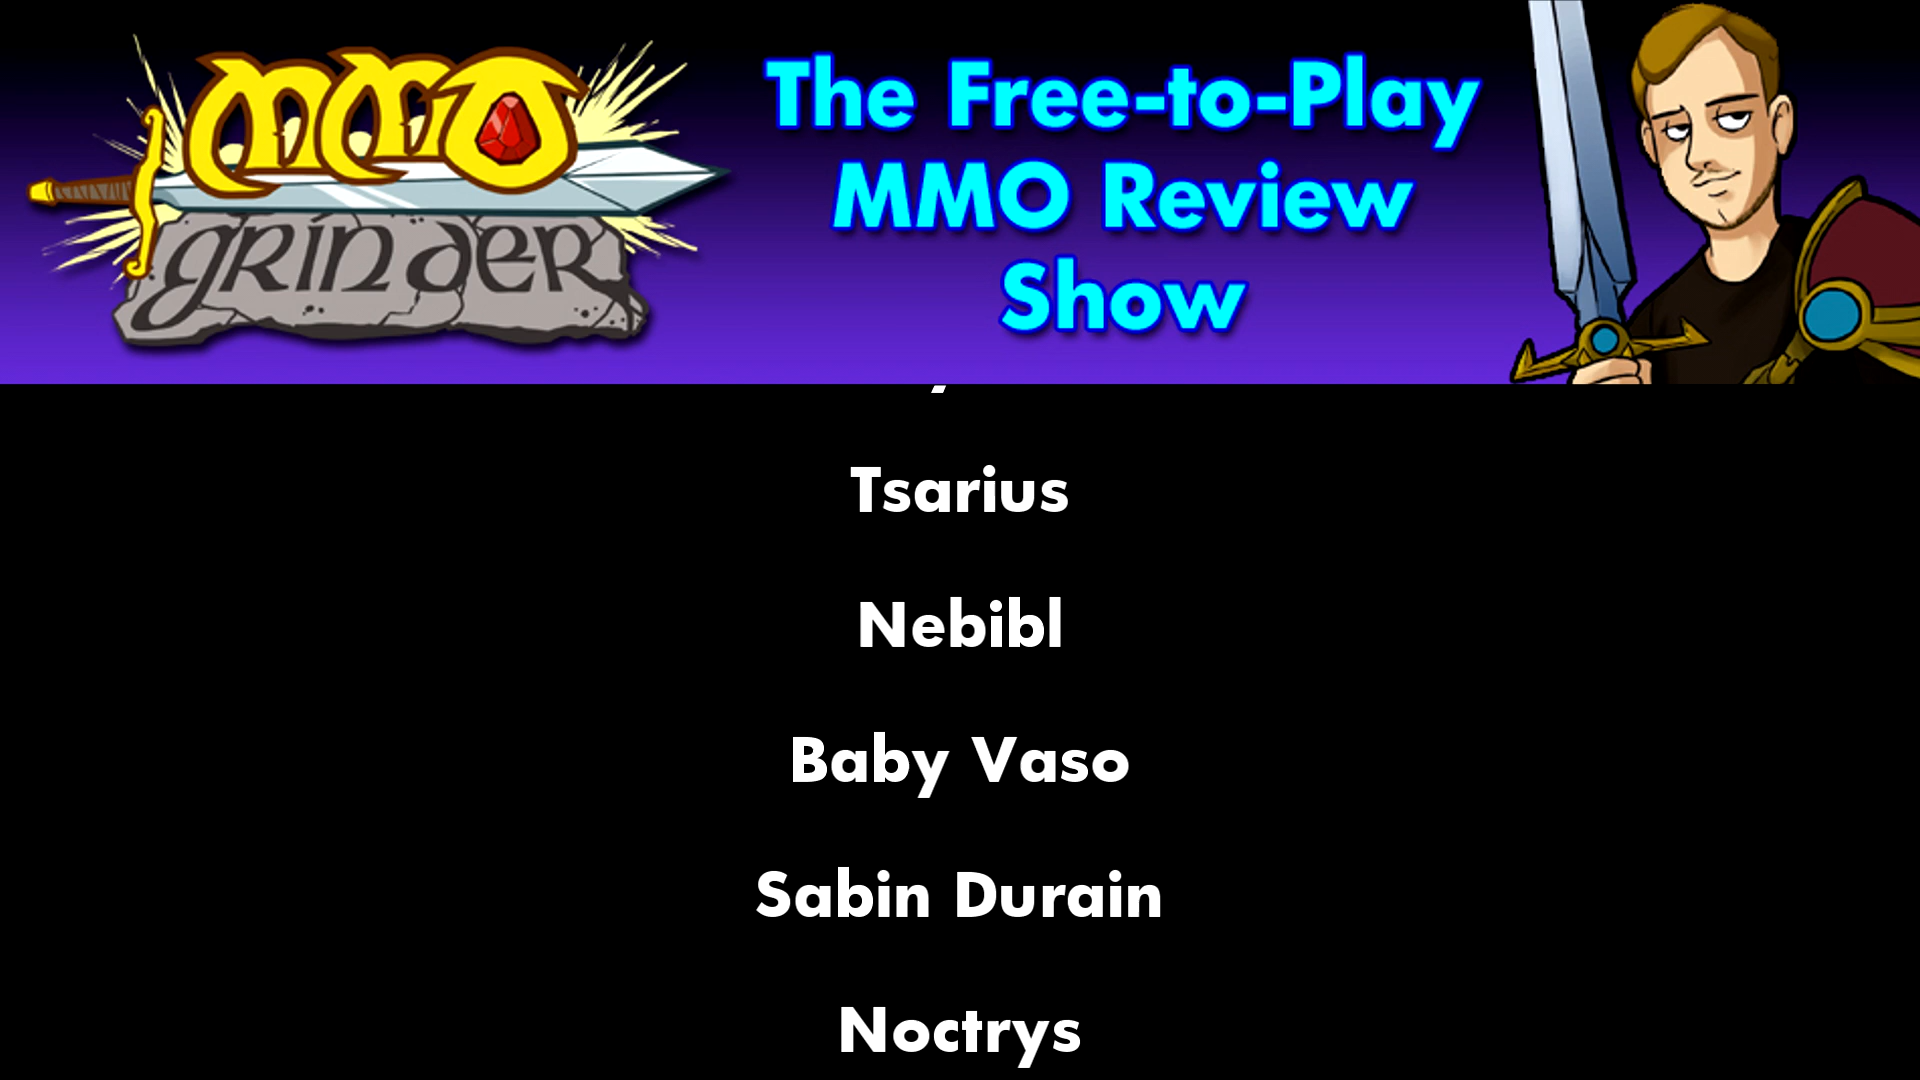 MMO
grinder
The Free-to-Play
MMO Review
Show
Tsarius
Nebibl
Baby Vaso
Sabin Durain
Noctrys